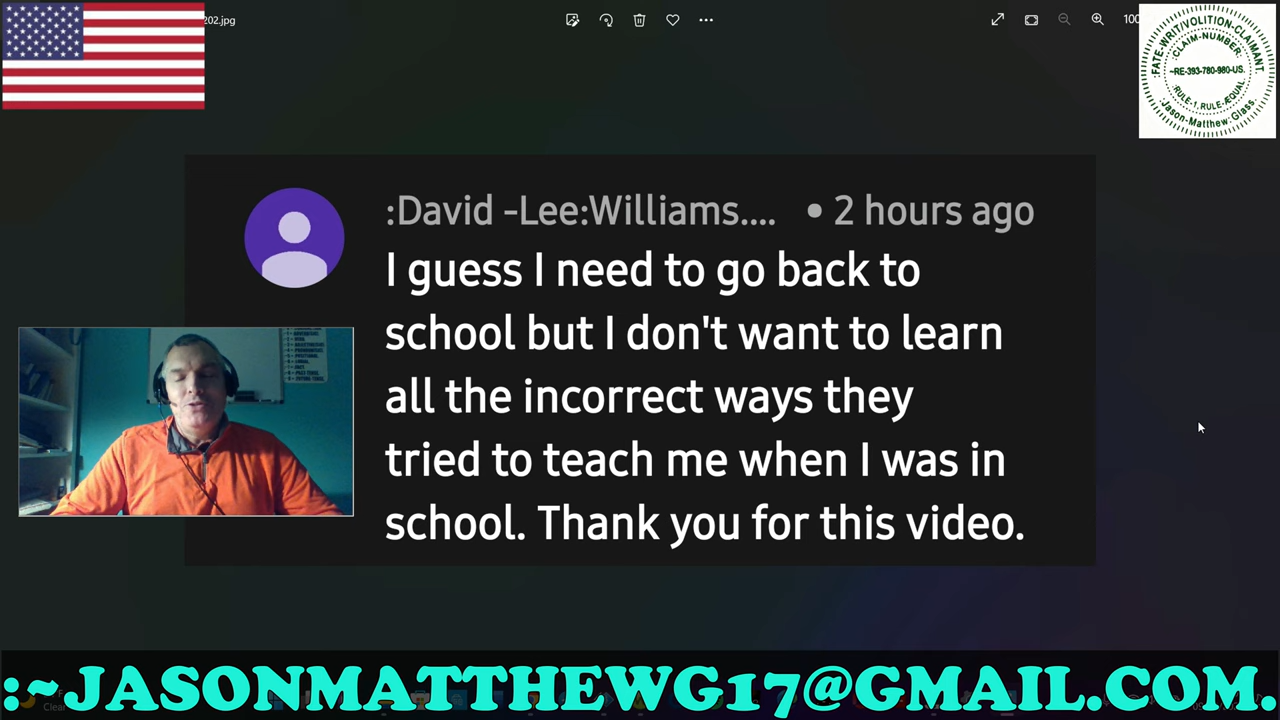 202.jpg
100
:FATE-WRIT/VOLITION-CLAIMANT.
CLAIM-NUMBER:
~RE-393-780-980-US.
RULE-1. RULE-ÆQUAL.
:Jason-Matthew: Glass.
:David -Lee:Williams.... • 2 hours ago
I guess I need to go back to
school but I don't want to learn
all the incorrect ways they
tried to teach me when I was in
school. Thank you for this video.
:~JASONMATTHEWG17@GMAIL.COM.
Clear